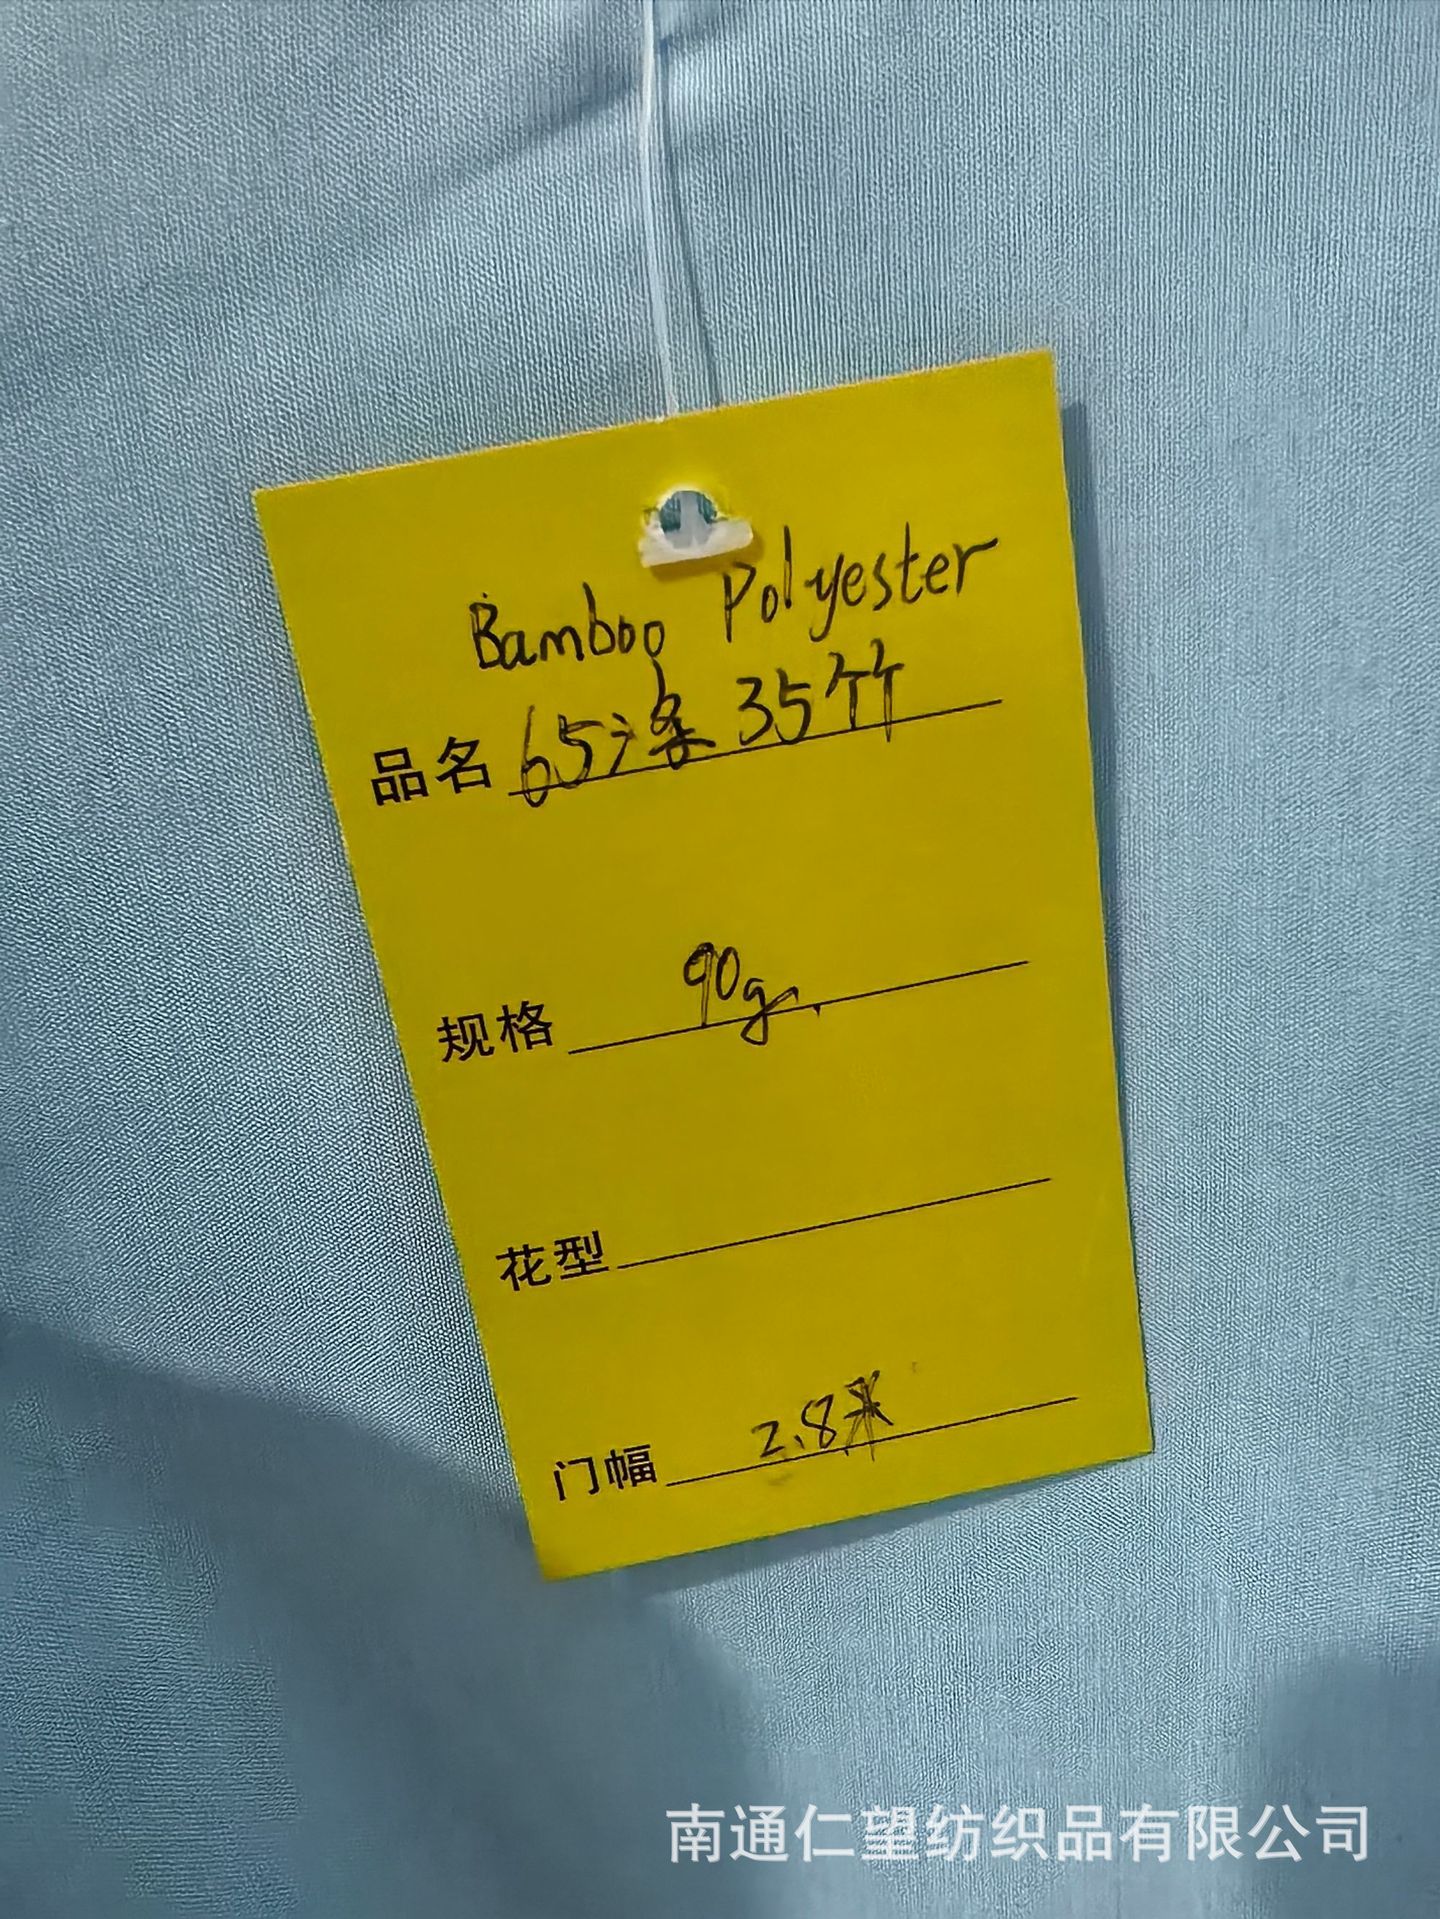 Bamboo Polyester
品名 65涤 35竹
规格 90g
花型
门幅 2.8米
南通仁望纺织品有限公司